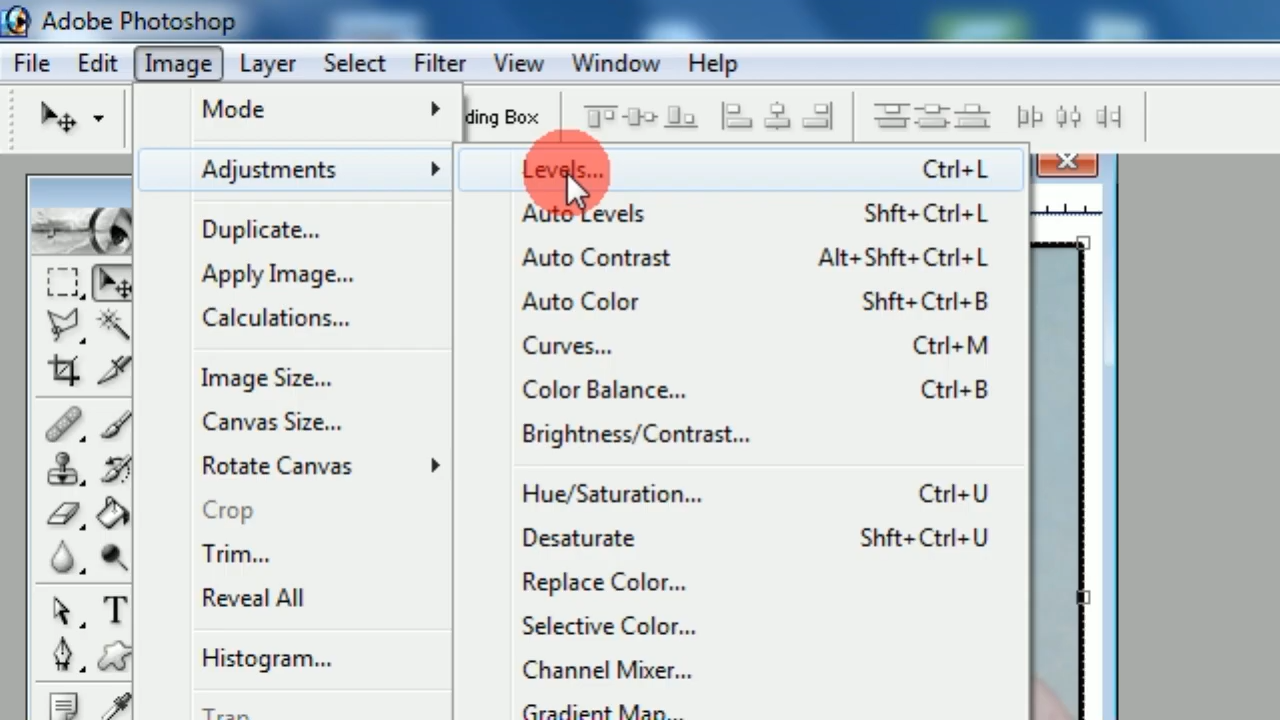 Adobe Photoshop
File Edit Image Layer Select Filter View Window Help
Mode
ding Box
Adjustments
Duplicate...
Apply Image...
Calculations...
Image Size...
Canvas Size...
Rotate Canvas
Crop
Trim...
Reveal All
Histogram...
Trap...
Levels... Ctrl+L
Auto Levels Shft+Ctrl+L
Auto Contrast Alt+Shft+Ctrl+L
Auto Color Shft+Ctrl+B
Curves... Ctrl+M
Color Balance... Ctrl+B
Brightness/Contrast...
Hue/Saturation... Ctrl+U
Desaturate Shft+Ctrl+U
Replace Color...
Selective Color...
Channel Mixer...
Gradient Map...